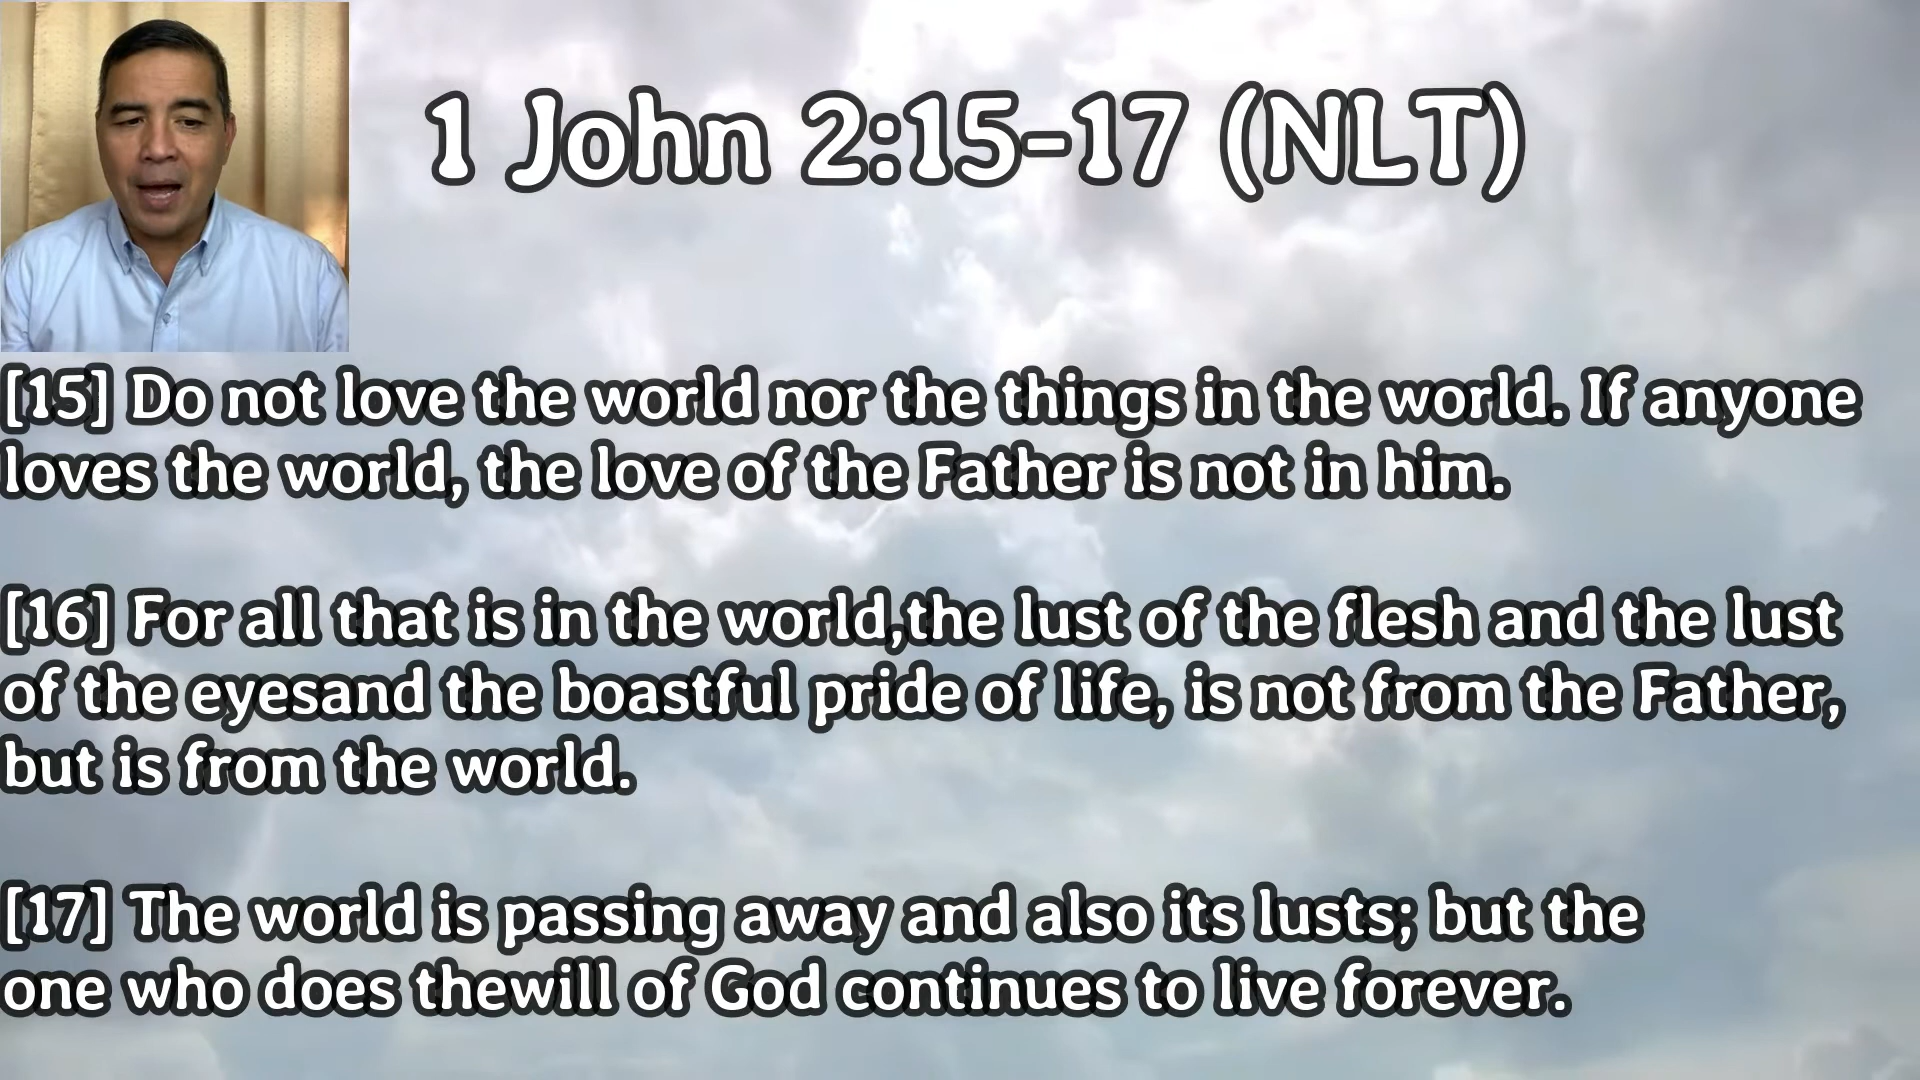 1 John 2:15-17 (NLT)
[15] Do not love the world nor the things in the world. If anyone
loves the world, the love of the Father is not in him.
[16] For all that is in the world,the lust of the flesh and the lust
of the eyesand the boastful pride of life, is not from the Father,
but is from the world.
[17] The world is passing away and also its lusts; but the
one who does thewill of God continues to live forever.